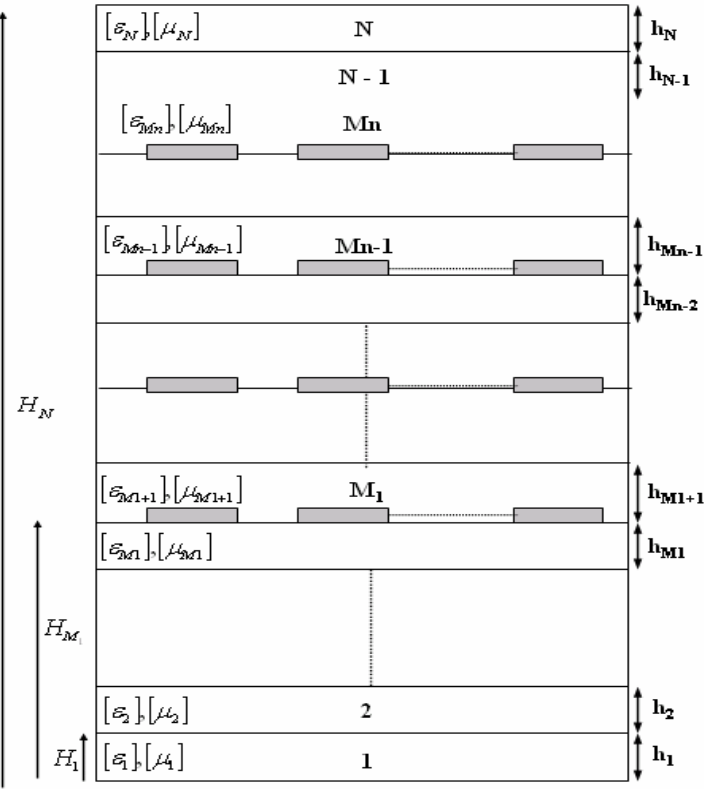 [ε_N],[μ_N] N h_N
N - 1 h_N-1
[ε_Mn],[μ_Mn] Mn
[ε_Mn-1],[μ_Mn-1] Mn-1 h_Mn-1
h_Mn-2
H_N
[ε_M1+1],[μ_M1+1] M_1 h_M1+1
[ε_M1],[μ_M1] h_M1
H_M1
[ε_2],[μ_2] 2 h_2
H_1 [ε_1],[μ_1] 1 h_1